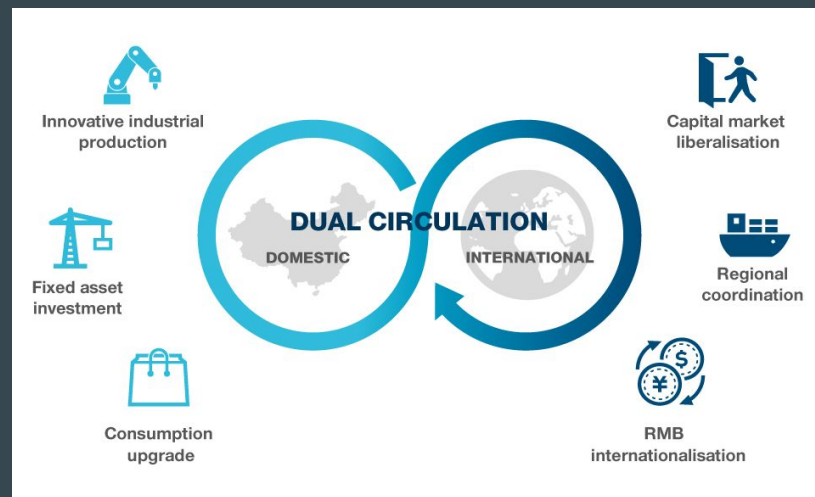 Innovative industrial
production
Fixed asset
investment
Consumption
upgrade
DUAL CIRCULATION
DOMESTIC
INTERNATIONAL
Capital market
liberalisation
Regional
coordination
$
¥
RMB
internationalisation